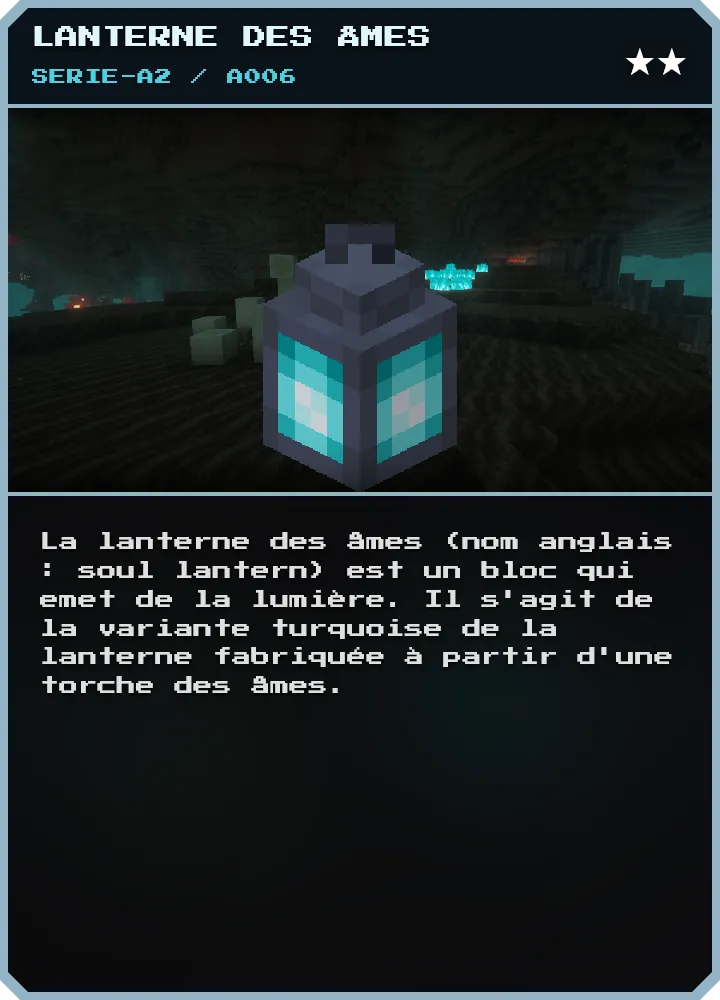 LANTERNE DES ÂMES
SERIE-A2 / A006
★★
La lanterne des âmes (nom anglais
: soul lantern) est un bloc qui
emet de la lumière. Il s'agit de
la variante turquoise de la
lanterne fabriquée à partir d'une
torche des âmes.